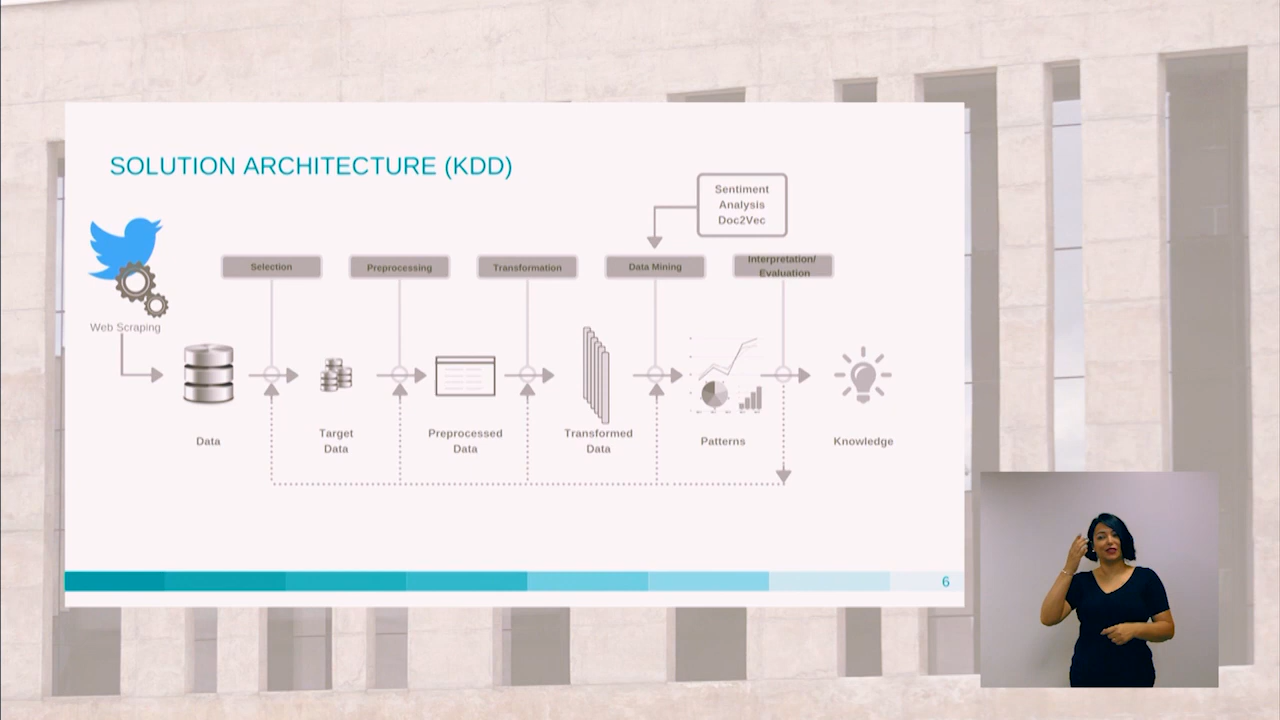 SOLUTION ARCHITECTURE (KDD)
Sentiment
Analysis
Doc2Vec
Selection
Preprocessing
Transformation
Data Mining
Interpretation/
Evaluation
Web Scraping
Data
Target
Data
Preprocessed
Data
Transformed
Data
Patterns
Knowledge
6